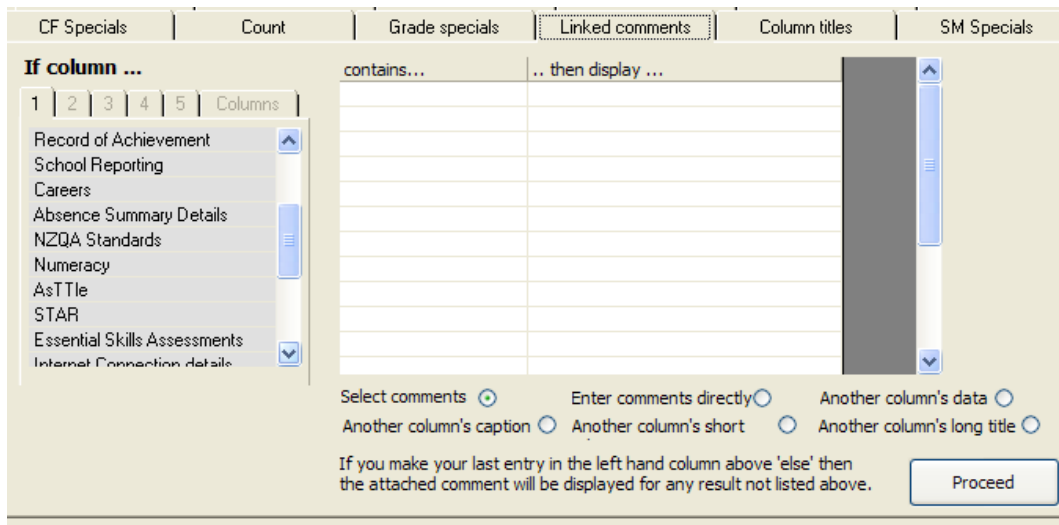 CF Specials Count Grade specials Linked comments Column titles SM Specials
If column ...
1 2 3 4 5 Columns
contains... .. then display ...
Record of Achievement
School Reporting
Careers
Absence Summary Details
NZQA Standards
Numeracy
AsTTle
STAR
Essential Skills Assessments
Internet Connection details
Select comments Enter comments directly Another column's data
Another column's caption Another column's short Another column's long title
If you make your last entry in the left hand column above 'else' then
the attached comment will be displayed for any result not listed above.
Proceed